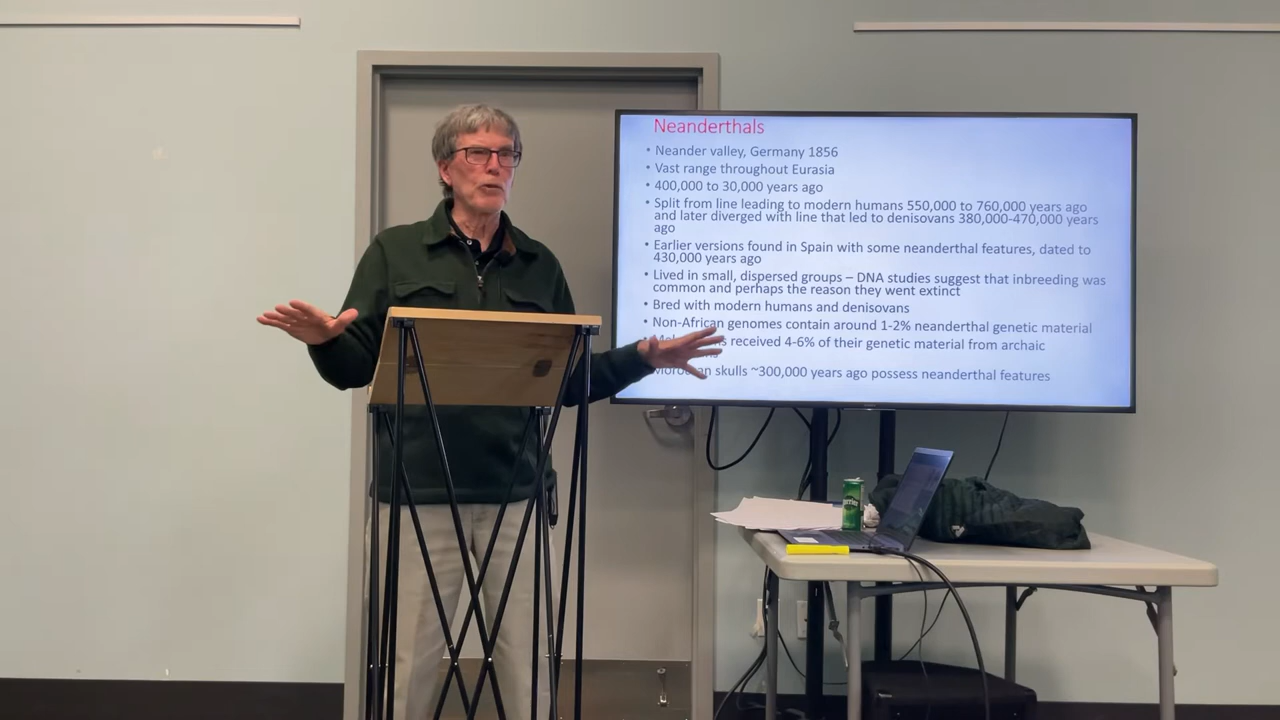 Neanderthals
• Neander valley, Germany 1856
• Vast range throughout Eurasia
• 400,000 to 30,000 years ago
• Split from line leading to modern humans 550,000 to 760,000 years ago
and later diverged with line that led to denisovans 380,000-470,000 years
ago
• Earlier versions found in Spain with some neanderthal features, dated to
430,000 years ago
• Lived in small, dispersed groups – DNA studies suggest that inbreeding was
common and perhaps the reason they went extinct
• Bred with modern humans and denisovans
• Non-African genomes contain around 1-2% neanderthal genetic material
received 4-6% of their genetic material from archaic
skulls ~300,000 years ago possess neanderthal features